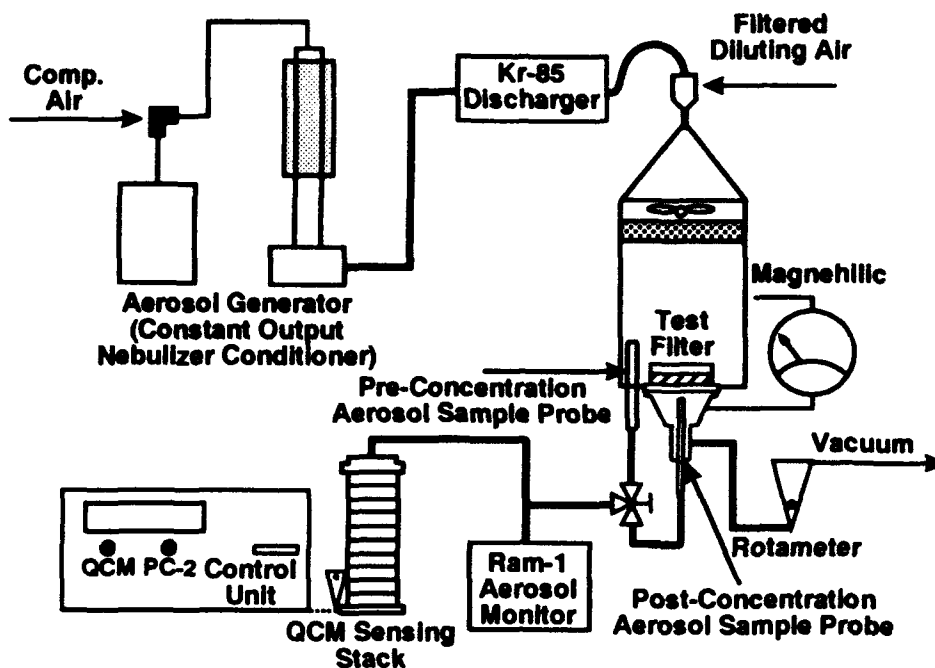 Filtered
Diluting Air
Comp.
Air
Kr-85
Discharger
Magnehilic
Aerosol Generator
(Constant Output
Nebulizer Conditioner)
Test
Filter
Pre-Concentration
Aerosol Sample Probe
Vacuum
QCM PC-2 Control
Unit
Ram-1
Aerosol
Monitor
Rotameter
QCM Sensing
Stack
Post-Concentration
Aerosol Sample Probe